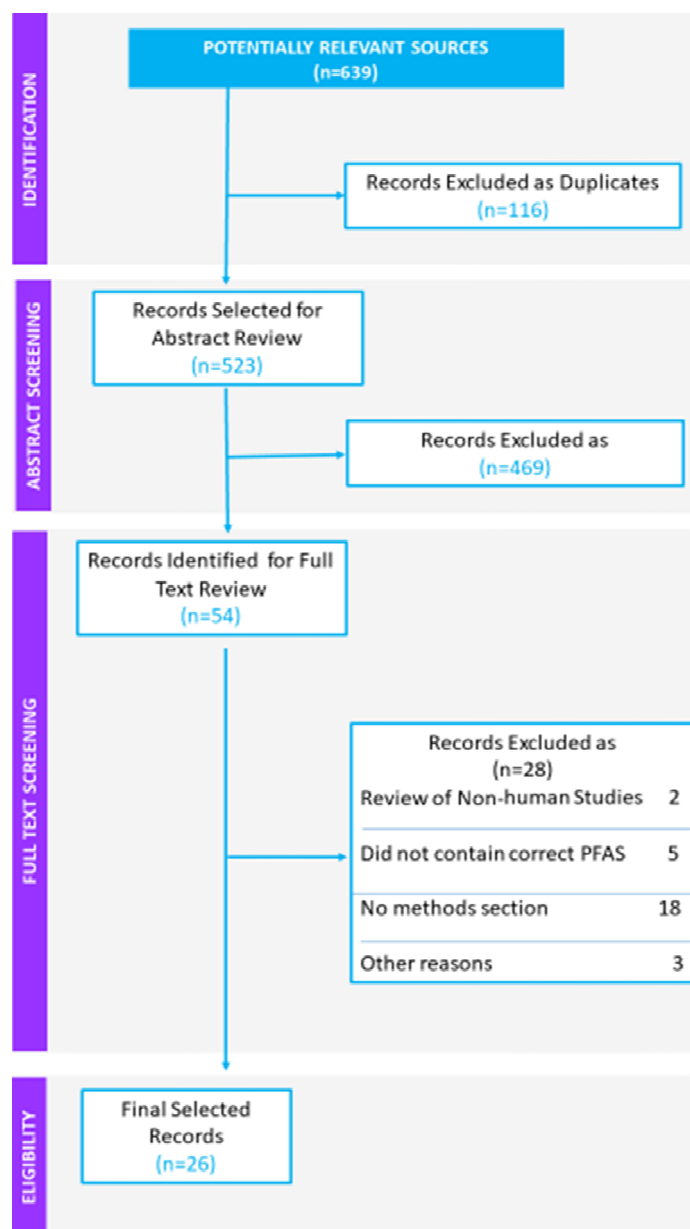 IDENTIFICATION
POTENTIALLY RELEVANT SOURCES
(n=639)
Records Excluded as Duplicates
(n=116)
ABSTRACT SCREENING
Records Selected for
Abstract Review
(n=523)
Records Excluded as
(n=469)
FULL TEXT SCREENING
Records Identified for Full
Text Review
(n=54)
Records Excluded as
(n=28)
Review of Non-human Studies 2
Did not contain correct PFAS 5
No methods section 18
Other reasons 3
ELIGIBILITY
Final Selected
Records
(n=26)